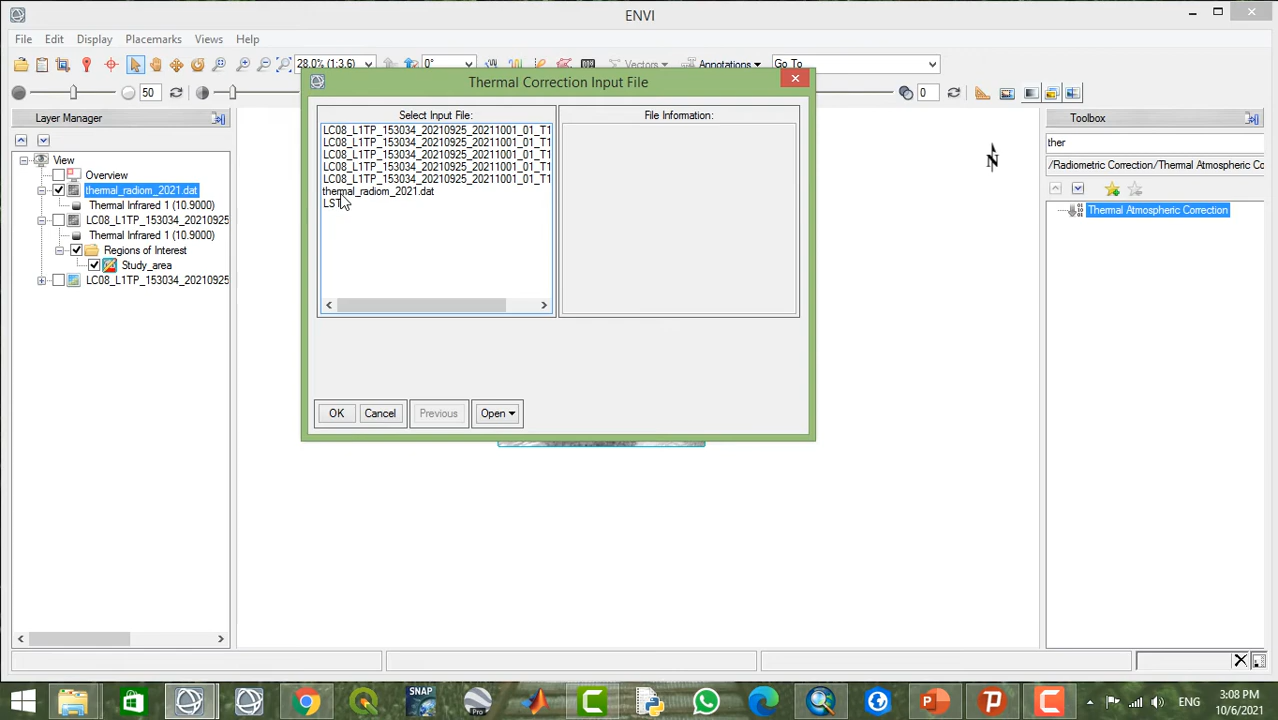 ENVI
File Edit Display Placemarks Views Help
28.0% (1:3.6) 0° Vectors Annotations Go To
50 0
Layer Manager
View
Overview
thermal_radiom_2021.dat
Thermal Infrared 1 (10.9000)
LC08_L1TP_153034_20210925
Thermal Infrared 1 (10.9000)
Regions of Interest
Study_area
LC08_L1TP_153034_20210925
Thermal Correction Input File
Select Input File:
LC08_L1TP_153034_20210925_20211001_01_T1
LC08_L1TP_153034_20210925_20211001_01_T1
LC08_L1TP_153034_20210925_20211001_01_T1
LC08_L1TP_153034_20210925_20211001_01_T1
LC08_L1TP_153034_20210925_20211001_01_T1
thermal_radiom_2021.dat
LST
File Information:
OK Cancel Previous Open
N
Toolbox
ther
/Radiometric Correction/Thermal Atmospheric Co
Thermal Atmospheric Correction
SNAP
ENG
3:08 PM
10/6/2021